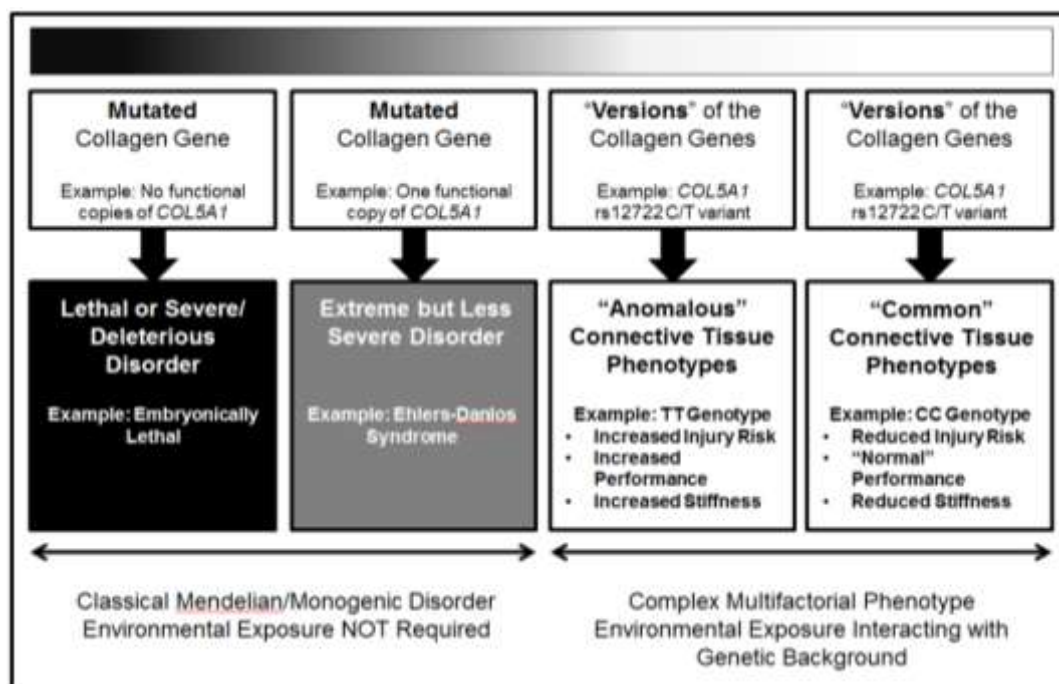 Mutated
Collagen Gene
Example: No functional
copies of COL5A1
Mutated
Collagen Gene
Example: One functional
copy of COL5A1
“Versions” of the
Collagen Genes
Example: COL5A1
rs12722 C/T variant
“Versions” of the
Collagen Genes
Example: COL5A1
rs12722 C/T variant
Lethal or Severe/
Deleterious
Disorder
Example: Embryonically
Lethal
Extreme but Less
Severe Disorder
Example: Ehlers-Danlos
Syndrome
“Anomalous”
Connective Tissue
Phenotypes
Example: TT Genotype
• Increased Injury Risk
• Increased
Performance
• Increased Stiffness
“Common”
Connective Tissue
Phenotypes
Example: CC Genotype
• Reduced Injury Risk
• “Normal”
Performance
• Reduced Stiffness
Classical Mendelian/Monogenic Disorder
Environmental Exposure NOT Required
Complex Multifactorial Phenotype
Environmental Exposure Interacting with
Genetic Background